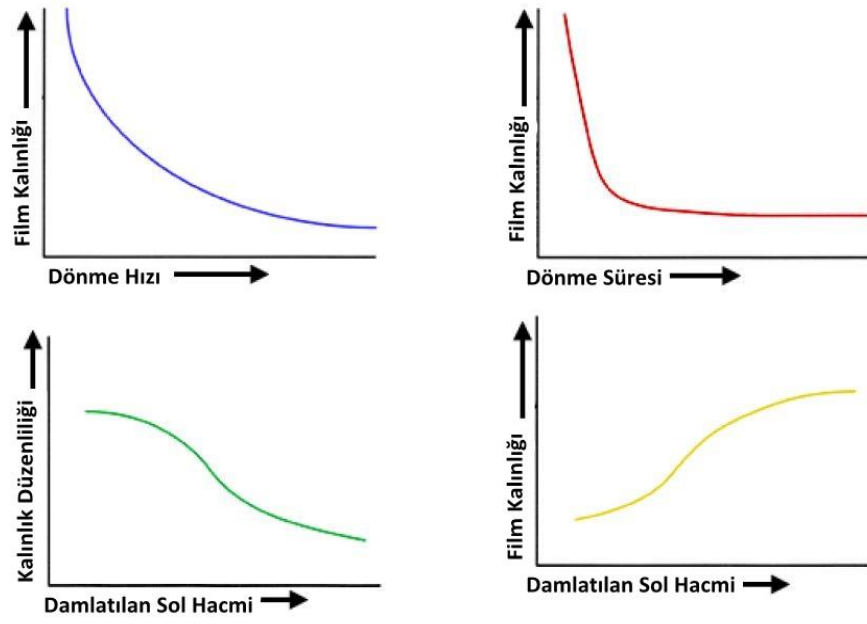 Film Kalınlığı
Dönme Hızı
Film Kalınlığı
Dönme Süresi
Kalınlık Düzenliliği
Damlatılan Sol Hacmi
Film Kalınlığı
Damlatılan Sol Hacmi